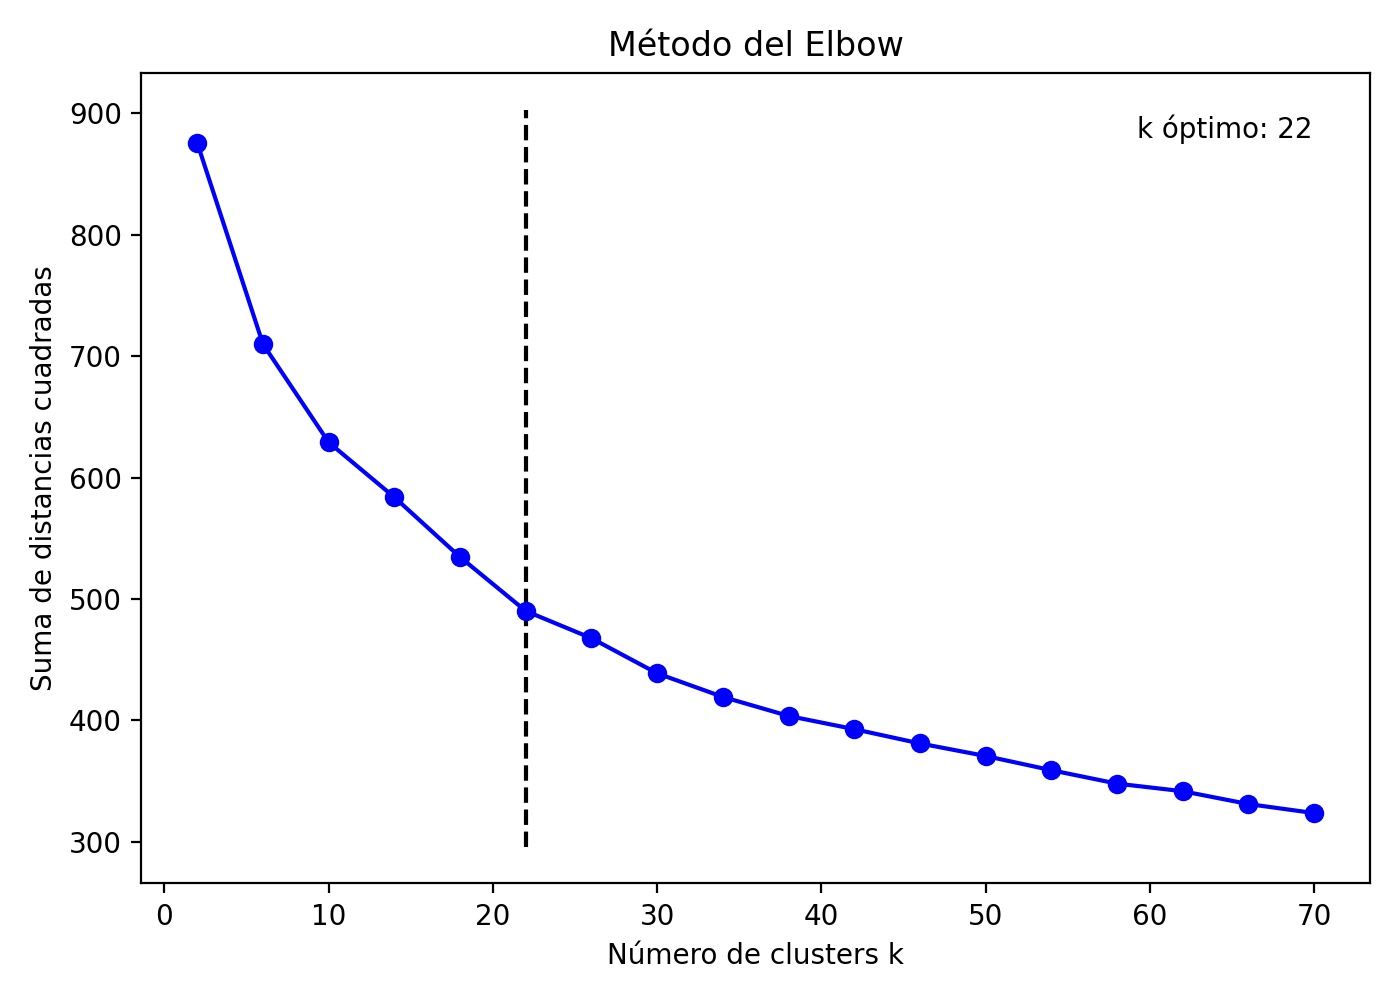 Método del Elbow
k óptimo: 22
900
800
700
600
500
400
300
Suma de distancias cuadradas
0 10 20 30 40 50 60 70
Número de clusters k